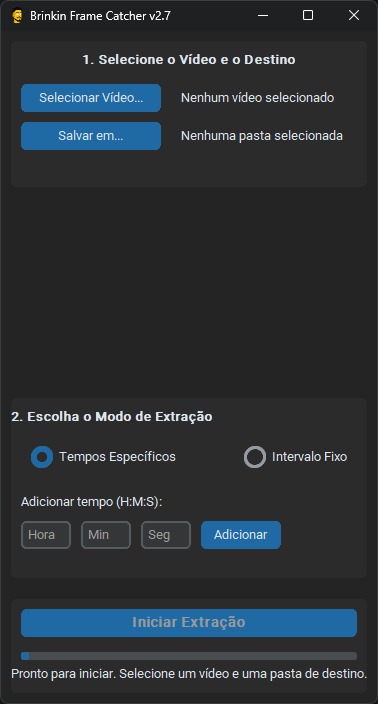 Brinkin Frame Catcher v2.7
1. Selecione o Vídeo e o Destino
Selecionar Vídeo... Nenhum vídeo selecionado
Salvar em... Nenhuma pasta selecionada
2. Escolha o Modo de Extração
Tempos Específicos Intervalo Fixo
Adicionar tempo (H:M:S):
Hora Min Seg Adicionar
Iniciar Extração
Pronto para iniciar. Selecione um vídeo e uma pasta de destino.